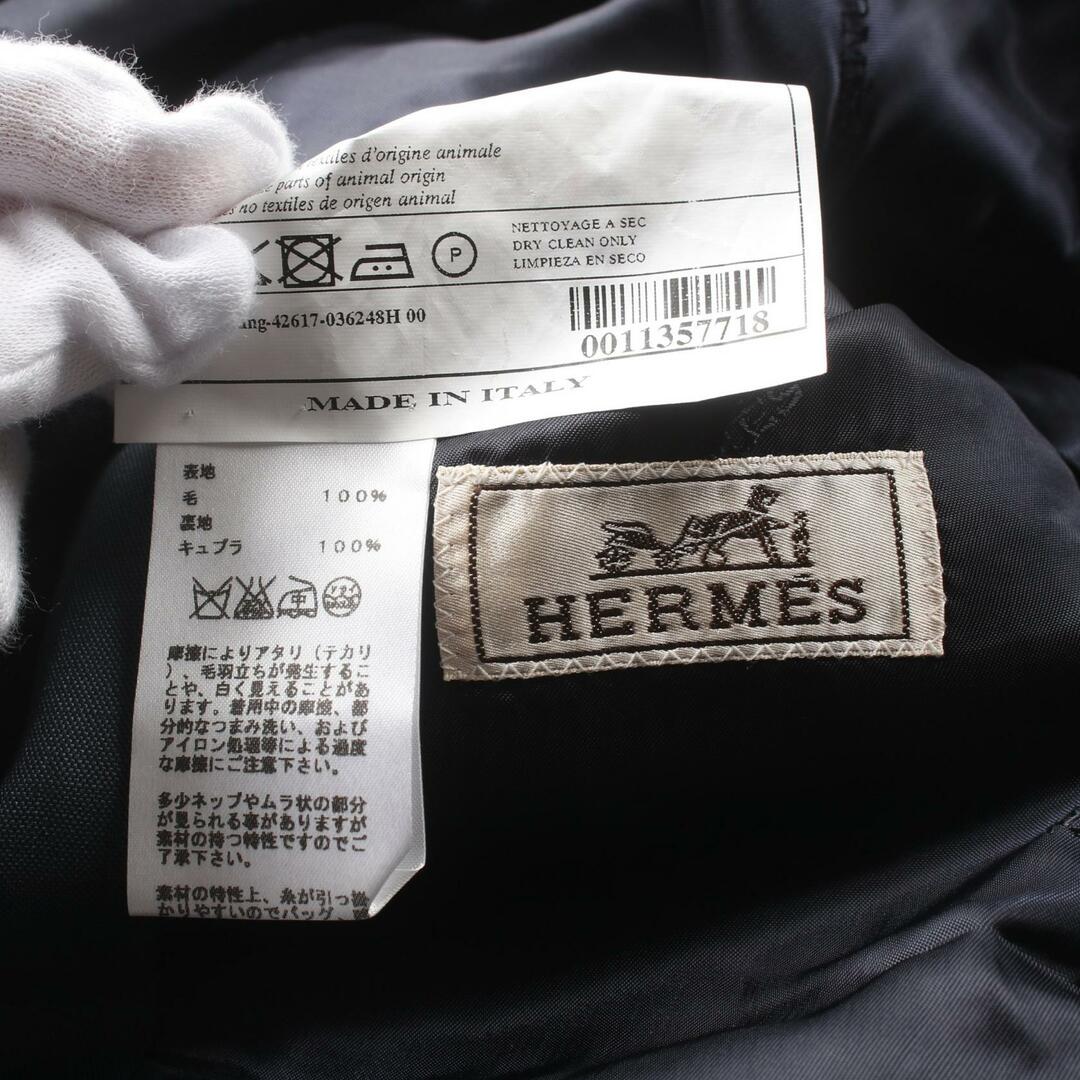 d'origine animale
parts of animal origin
no textiles de origen animal
P
NETTOYAGE A SEC
DRY CLEAN ONLY
LIMPIEZA EN SECO
42617-036248H 00
0011357718
MADE IN ITALY
表地
毛 100%
裏地
キュプラ 100%
中
ドライ
摩擦によりアタリ（テカリ
）、毛羽立ちが発生するこ
とや、白く見えることがあ
ります。着用中の摩擦、部
分的なつまみ洗い、および
アイロン処理等による過度
な摩擦にご注意下さい。
多少ネップやムラ状の部分
が見られる事がありますが
素材の持つ特性ですのでご
了承下さい。
素材の特性上、糸が引っ掛
かりやすいのでバッグ、
HERMÈS